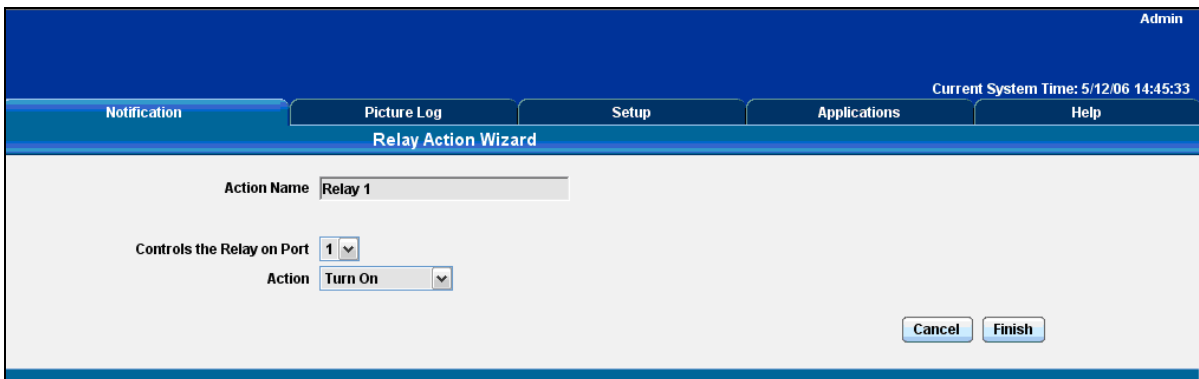 Admin
Current System Time: 5/12/06 14:45:33
Notification Picture Log Setup Applications Help
Relay Action Wizard
Action Name Relay 1
Controls the Relay on Port 1
Action Turn On
Cancel Finish